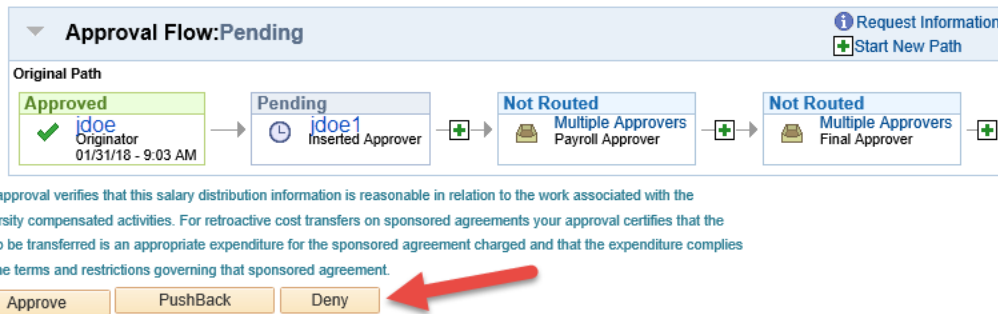 Approval Flow:Pending
Request Information
Start New Path
Original Path
Approved
jdoe
Originator
01/31/18 - 9:03 AM
Pending
jdoe1
Inserted Approver
Not Routed
Multiple Approvers
Payroll Approver
Not Routed
Multiple Approvers
Final Approver
approval verifies that this salary distribution information is reasonable in relation to the work associated with the
rsity compensated activities. For retroactive cost transfers on sponsored agreements your approval certifies that the
o be transferred is an appropriate expenditure for the sponsored agreement charged and that the expenditure complies
he terms and restrictions governing that sponsored agreement.
Approve PushBack Deny